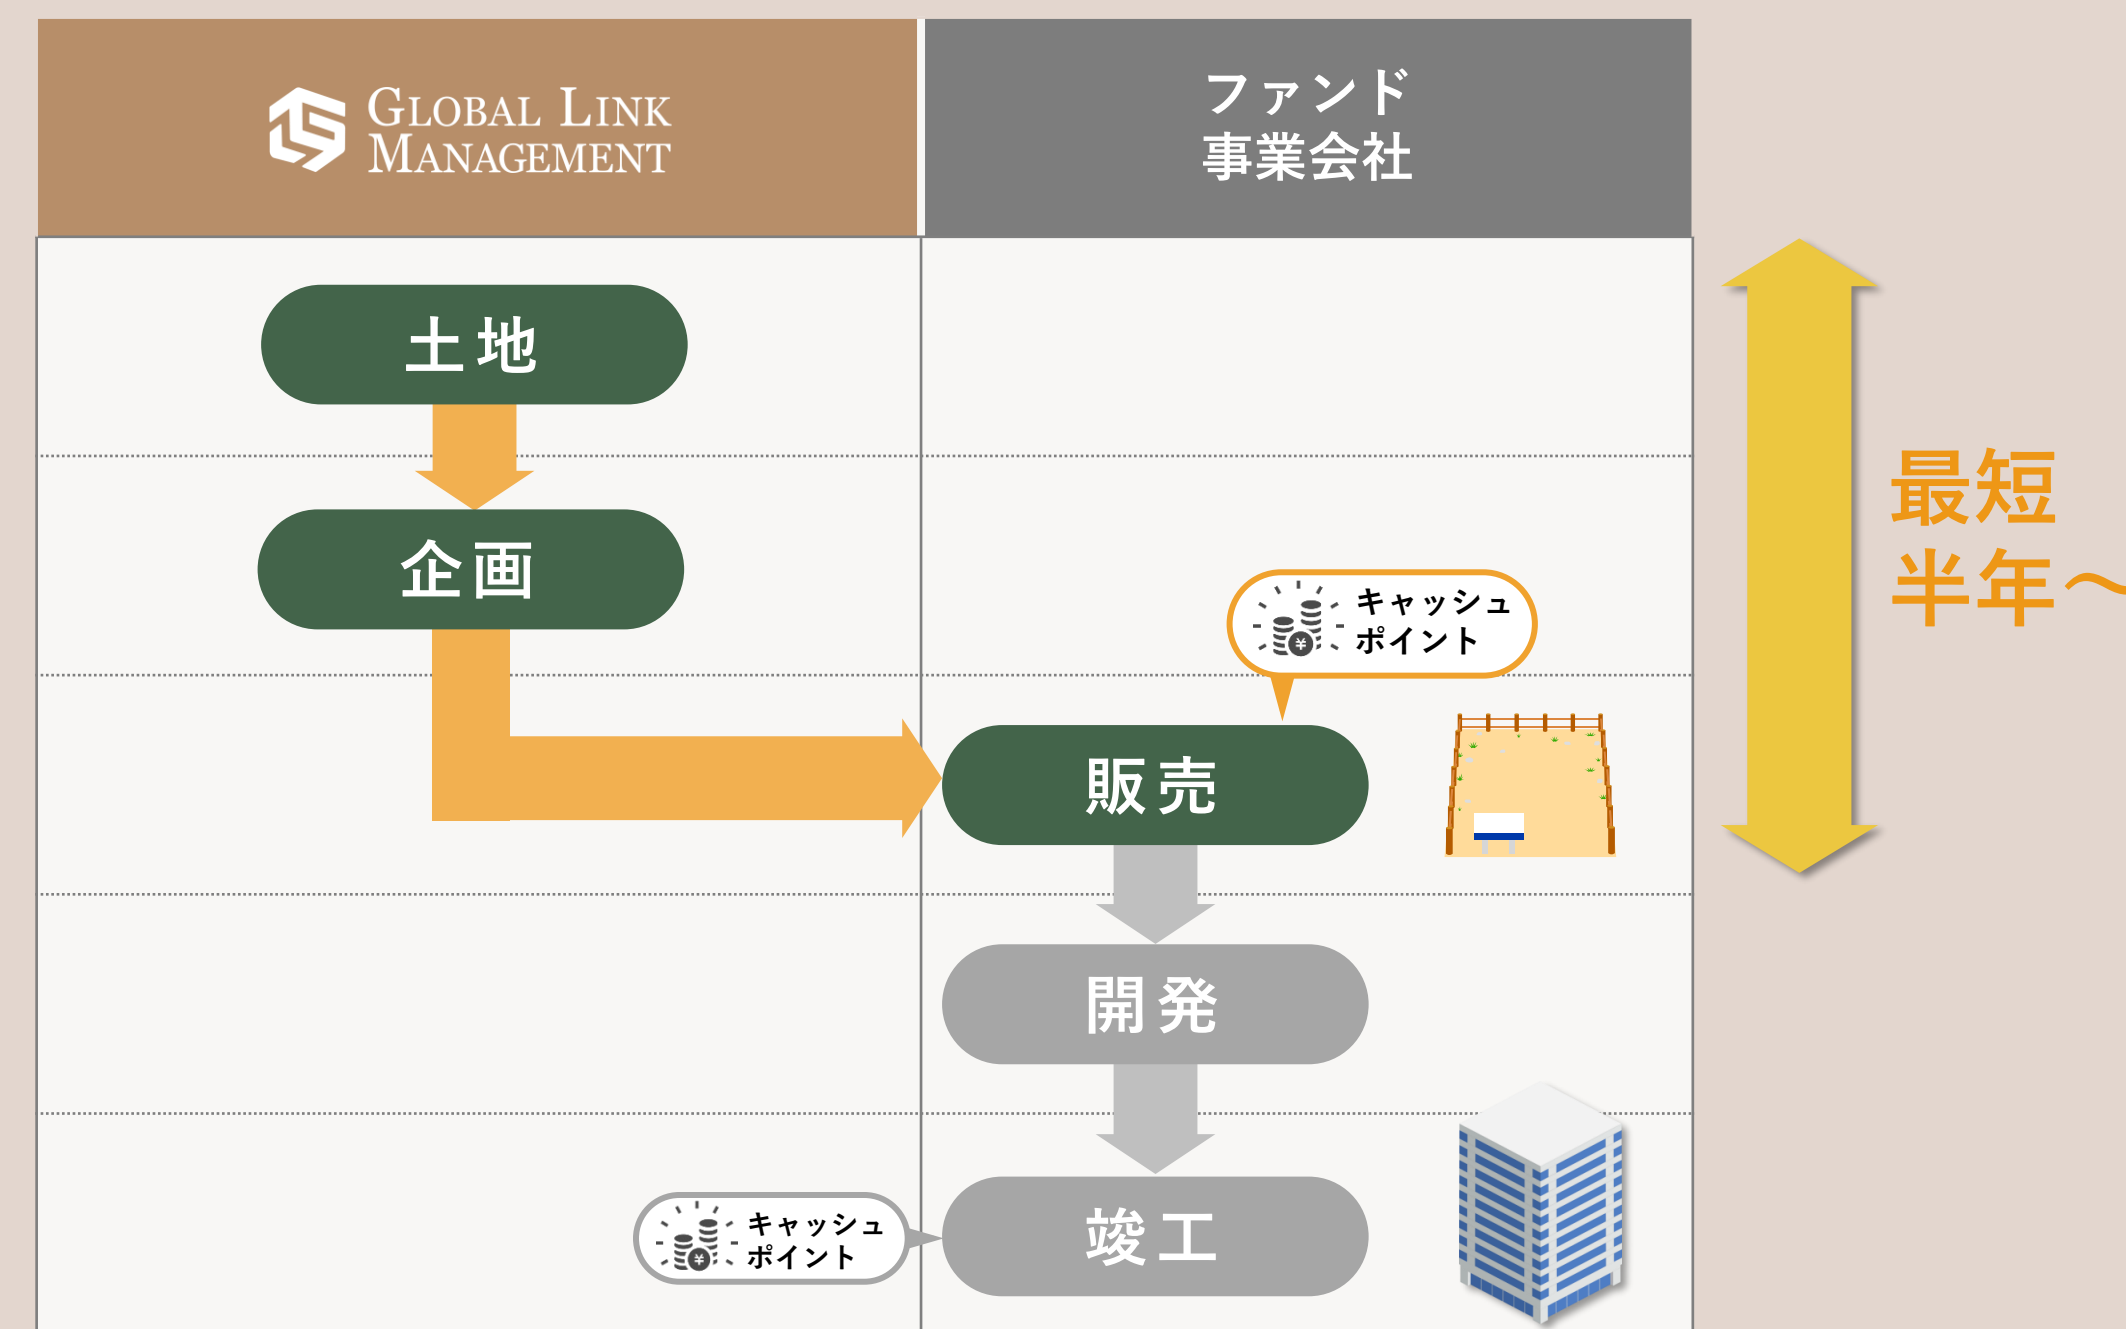 GLOBAL LINK
MANAGEMENT
ファンド
事業会社
土地
企画
キャッシュ
ポイント
最短
半年～
販売
開発
キャッシュ
ポイント
竣工